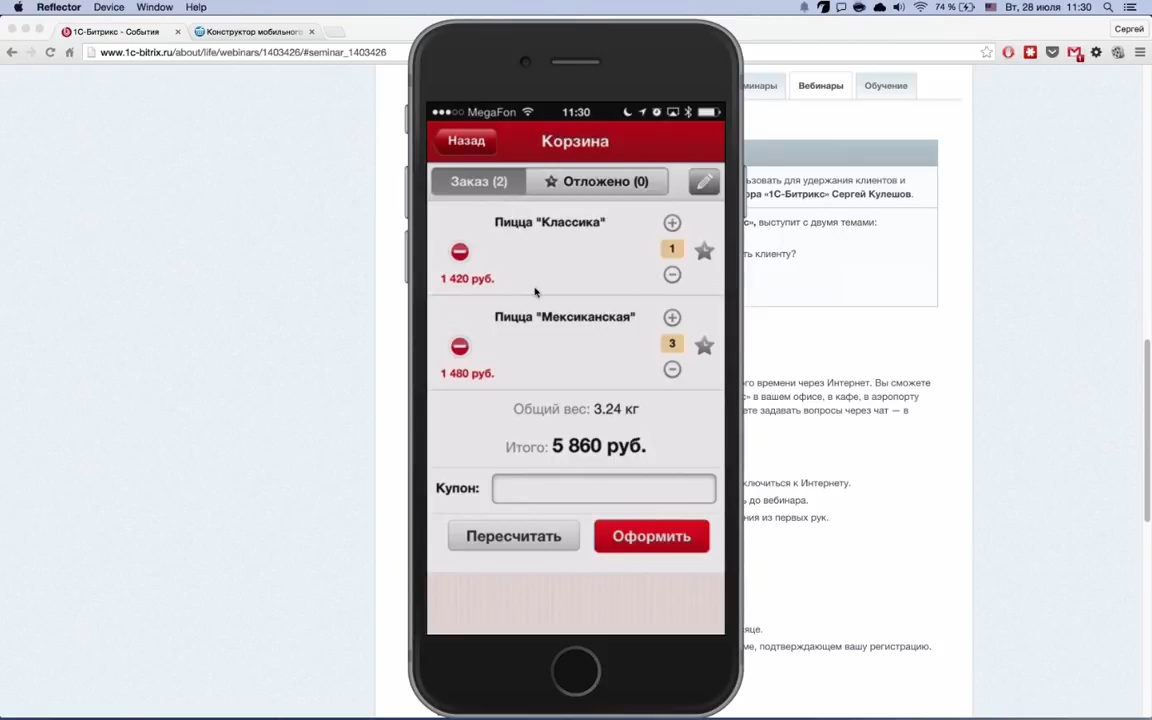 Reflector Device Window Help
74 % Вт, 28 июля 11:30
1С-Битрикс - События
Конструктор мобильного
Сергей
www.1c-bitrix.ru/about/life/webinars/1403426/#seminar_1403426
минары Вебинары Обучение
MegaFon 11:30
Назад Корзина
Заказ (2) Отложено (0)
Пицца "Классика"
1
1 420 руб.
Пицца "Мексиканская"
3
1 480 руб.
Общий вес: 3.24 кг
Итого: 5 860 руб.
Купон:
Пересчитать Оформить
ьзовать для удержания клиентов и
ора «1С-Битрикс» Сергей Кулешов.
с», выступит с двумя темами:
ть клиенту?
ого времени через Интернет. Вы сможете
с» в вашем офисе, в кафе, в аэропорту
ете задавать вопросы через чат — в
ключиться к Интернету.
ь до вебинара.
ния из первых рук.
яце.
ме, подтверждающем вашу регистрацию.